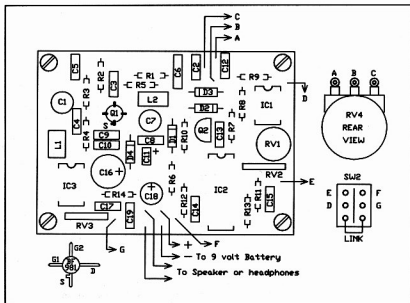 C
B
A
C5
R2
C3
R1
R5
C6
C2
C12
R9
D
R3
C1
C4
R4
Q1
S
L2
C7
D3
D2
R8
IC1
L1
C9
C10
C8
D4
C11
+
D1
R10
Q2
C13
R7
RV1
IC3
C16
+
R6
IC2
RV2
E
R14
C18
+
R12
C14
R13
R11
C15
RV3
C17
C19
G
F
+
- To 9 volt Battery
To Speaker or headphones
G1
G2
981
D
S
A B C
RV4
REAR
VIEW
SW2
E F
D G
LINK